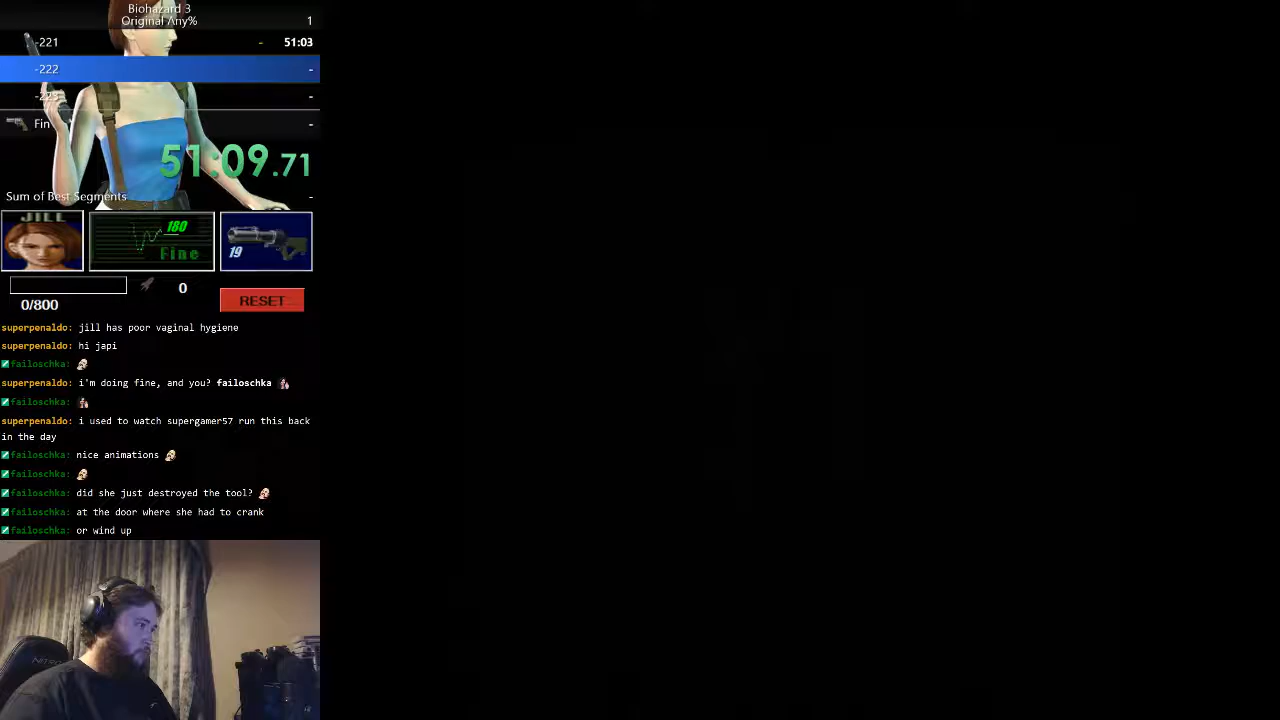 Biohazard 3
Original Any%
1
-221 - 51:03
-222 -
-223 -
Fin -
51:09.71
Sum of Best Segments -
JILL
180
Fine
19
0
0/800
RESET
superpenaldo: jill has poor vaginal hygiene
superpenaldo: hi japi
failoschka:
superpenaldo: i'm doing fine, and you? failoschka
failoschka:
superpenaldo: i used to watch supergamer57 run this back
in the day
failoschka: nice animations
failoschka:
failoschka: did she just destroyed the tool?
failoschka: at the door where she had to crank
failoschka: or wind up